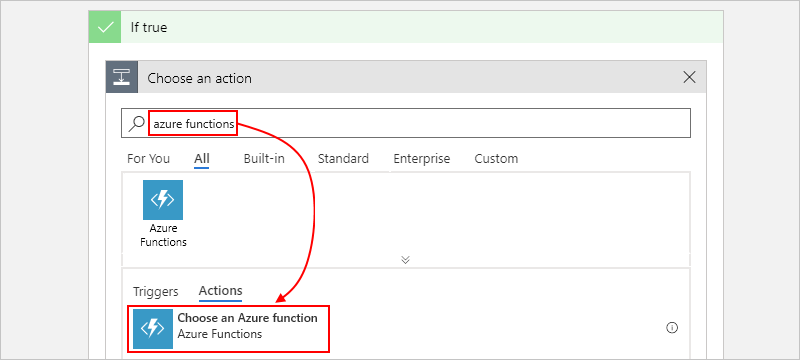 If true
Choose an action
azure functions
For You All Built-in Standard Enterprise Custom
Azure
Functions
Triggers Actions
Choose an Azure function
Azure Functions